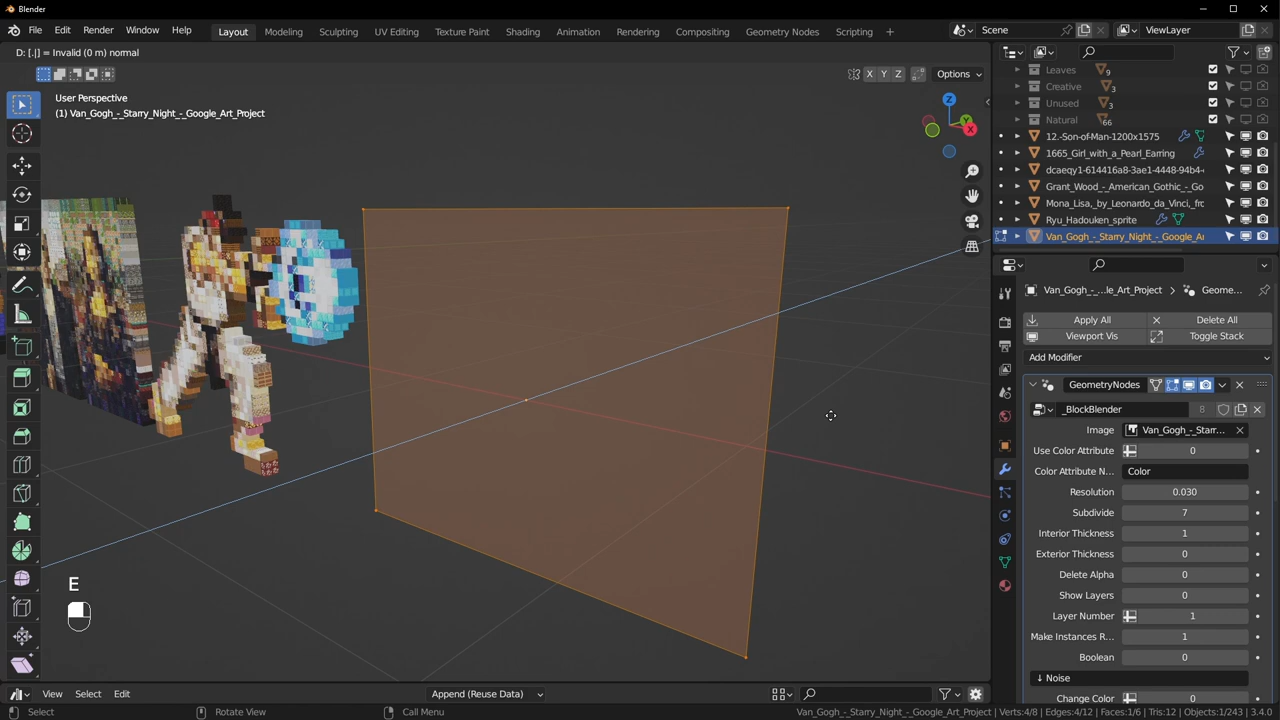 Blender
File Edit Render Window Help Layout Modeling Sculpting UV Editing Texture Paint Shading Animation Rendering Compositing Geometry Nodes Scripting + Scene ViewLayer
D: [.|] = Invalid (0 m) normal
X Y Z Options
User Perspective
(1) Van_Gogh_-_Starry_Night_-_Google_Art_Project
Z
Y
X
Leaves 9
Creative 3
Unused 3
Natural 66
12.-Son-of-Man-1200x1575
1665_Girl_with_a_Pearl_Earring
dcaeqy1-614416a8-3ae1-4448-94b4-
Grant_Wood_-_American_Gothic_-_Go
Mona_Lisa,_by_Leonardo_da_Vinci,_fr
Ryu_Hadouken_sprite
Van_Gogh_-_Starry_Night_-_Google_Ar
Van_Gogh_-_...le_Art_Project > Geome...
Apply All Delete All
Viewport Vis Toggle Stack
Add Modifier
GeometryNodes
_BlockBlender 8
Image Van_Gogh_-_Starr...
Use Color Attribute 0
Color Attribute N... Color
Resolution 0.030
Subdivide 7
Interior Thickness 1
Exterior Thickness 0
Delete Alpha 0
Show Layers 0
Layer Number 1
Make Instances R... 1
Boolean 0
↓ Noise
Change Color 0
E
View Select Edit Append (Reuse Data)
Select Rotate View Call Menu Van_Gogh_-_Starry_Night_-_Google_Art_Project | Verts:4/8 | Edges:4/12 | Faces:1/6 | Tris:12 | Objects:1/243 | 3.4.0